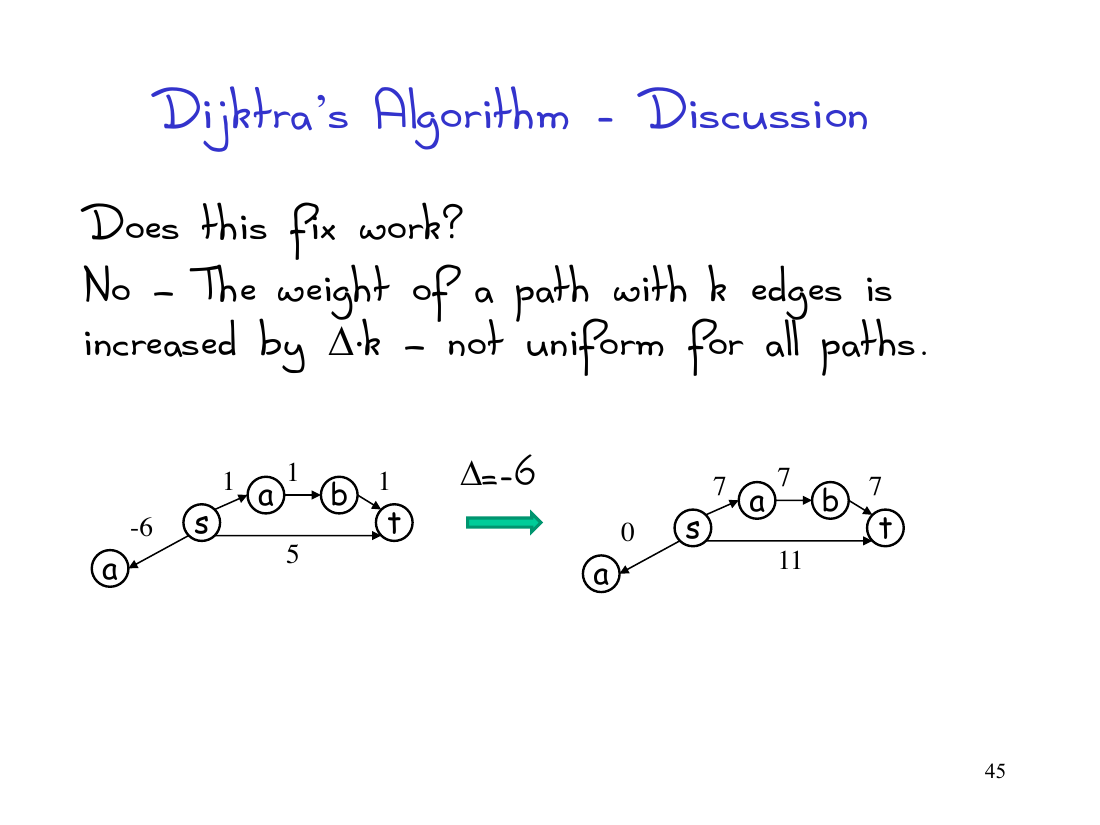 Dijktra's Algorithm - Discussion
Does this fix work?
No – The weight of a path with k edges is
increased by Δ·k – not uniform for all paths.
1 a 1 b 1
-6 s t
5
a
Δ=-6
7 a 7 b 7
0 s t
11
a
45